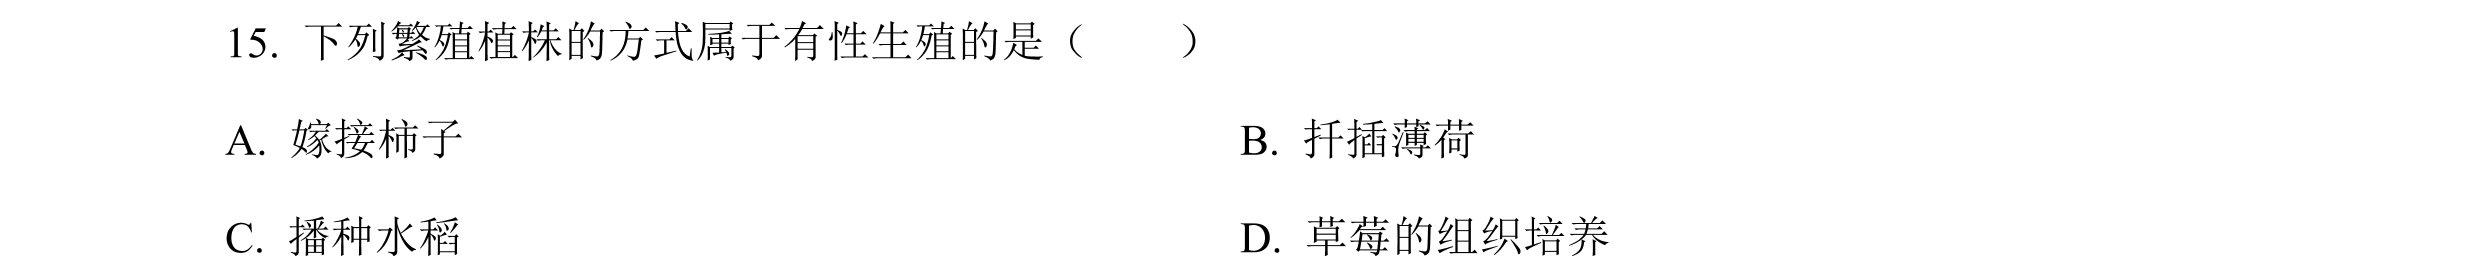 15. 下列繁殖植株的方式属于有性生殖的是（　　）
A. 嫁接柿子　　B. 扦插薄荷
C. 播种水稻　　D. 草莓的组织培养